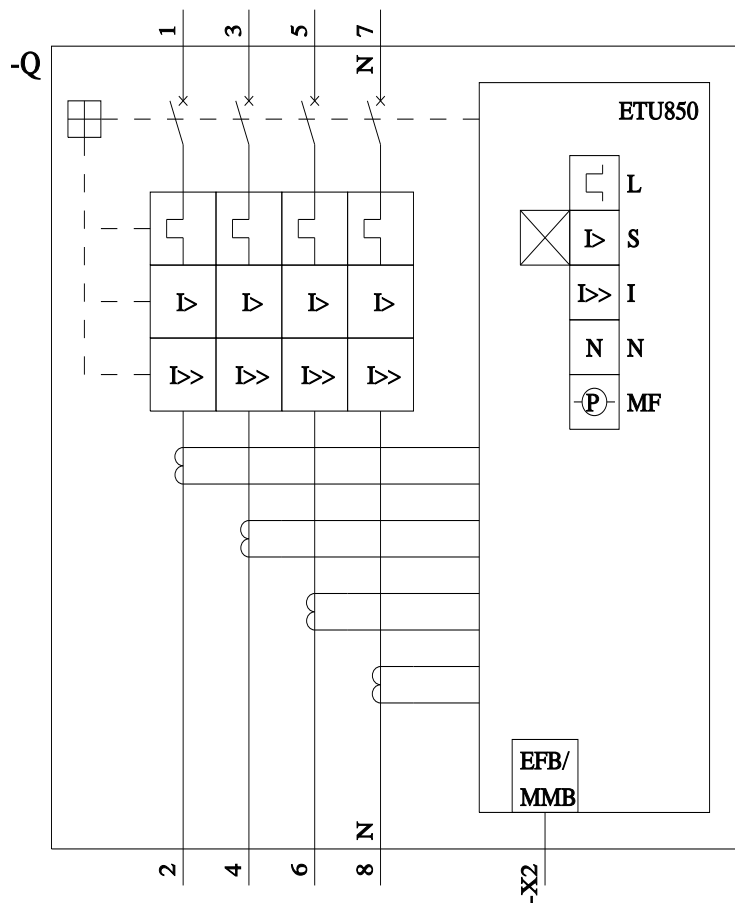 1 3 5 7
-Q
N
ETU850
L
I> S
I>> I
N N
P MF
I> I> I> I>
I>> I>> I>> I>>
EFB/
MMB
N
2 4 6 8
-X2